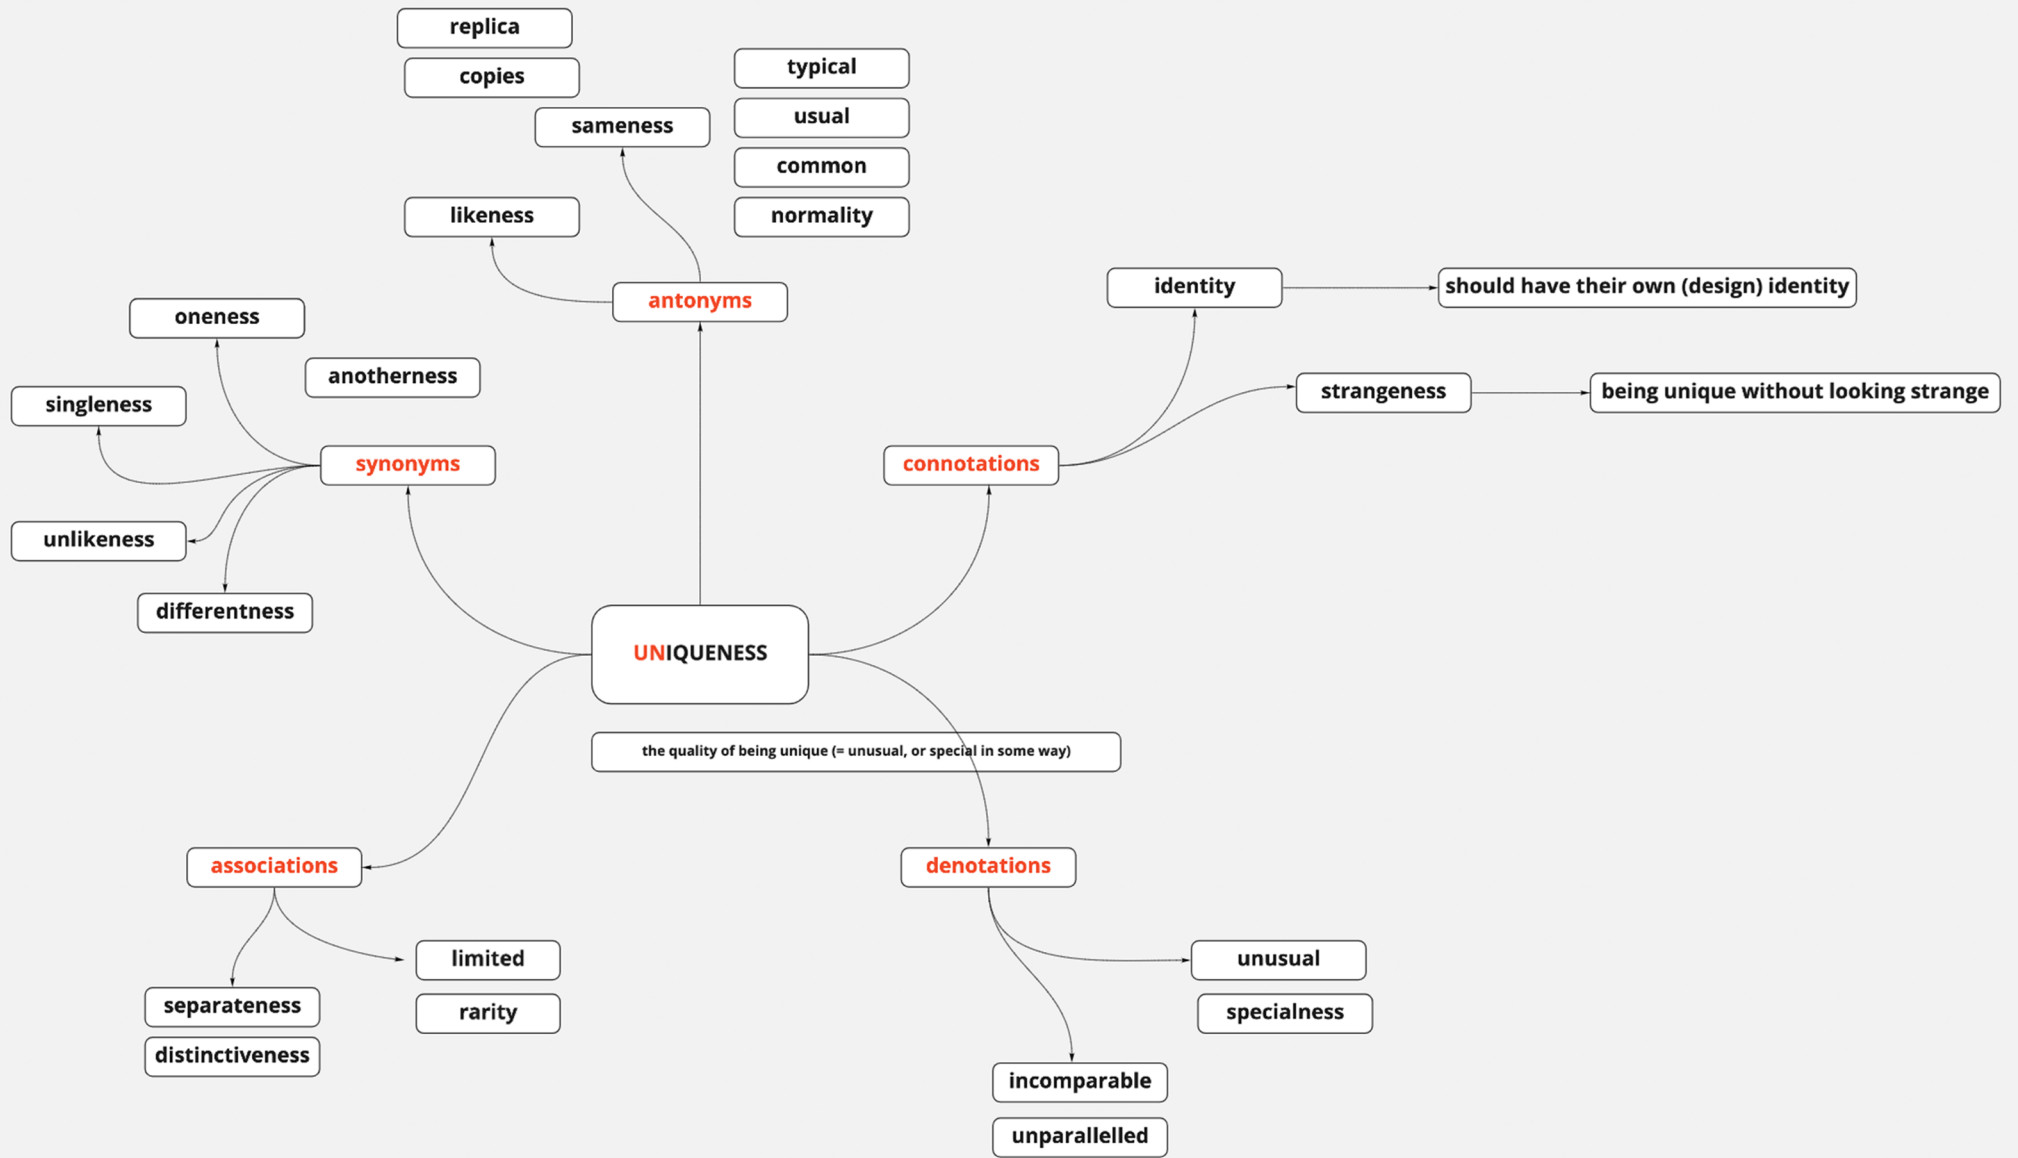 replica
copies
sameness
likeness
typical
usual
common
normality
antonyms
identity
should have their own (design) identity
strangeness
being unique without looking strange
connotations
oneness
anotherness
singleness
synonyms
unlikeness
differentness
UNIQUENESS
the quality of being unique (= unusual, or special in some way)
associations
limited
rarity
separateness
distinctiveness
denotations
unusual
specialness
incomparable
unparallelled